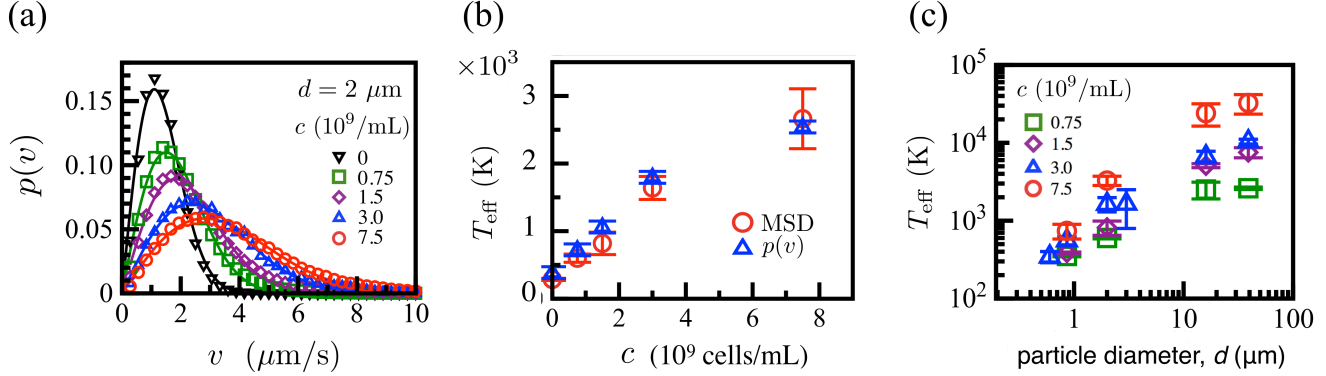 (a)
0.15
0.10
0.05
0
p(v)
d = 2 μm
c (10⁹/mL)
0
0.75
1.5
3.0
7.5
0 2 4 6 8 10
v (μm/s)
(b)
×10³
3
2
1
0
T_eff (K)
MSD
p(v)
0 2 4 6 8
c (10⁹ cells/mL)
(c)
10⁵
10⁴
10³
10²
T_eff (K)
c (10⁹/mL)
0.75
1.5
3.0
7.5
1 10 100
particle diameter, d (μm)